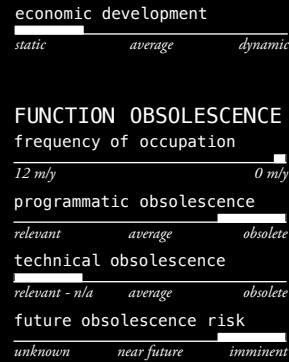 economic development
static average dynamic
FUNCTION OBSOLESCENCE
frequency of occupation
12 m/y 0 m/y
programmatic obsolescence
relevant average obsolete
technical obsolescence
relevant - n/a average obsolete
future obsolescence risk
unknown near future imminent